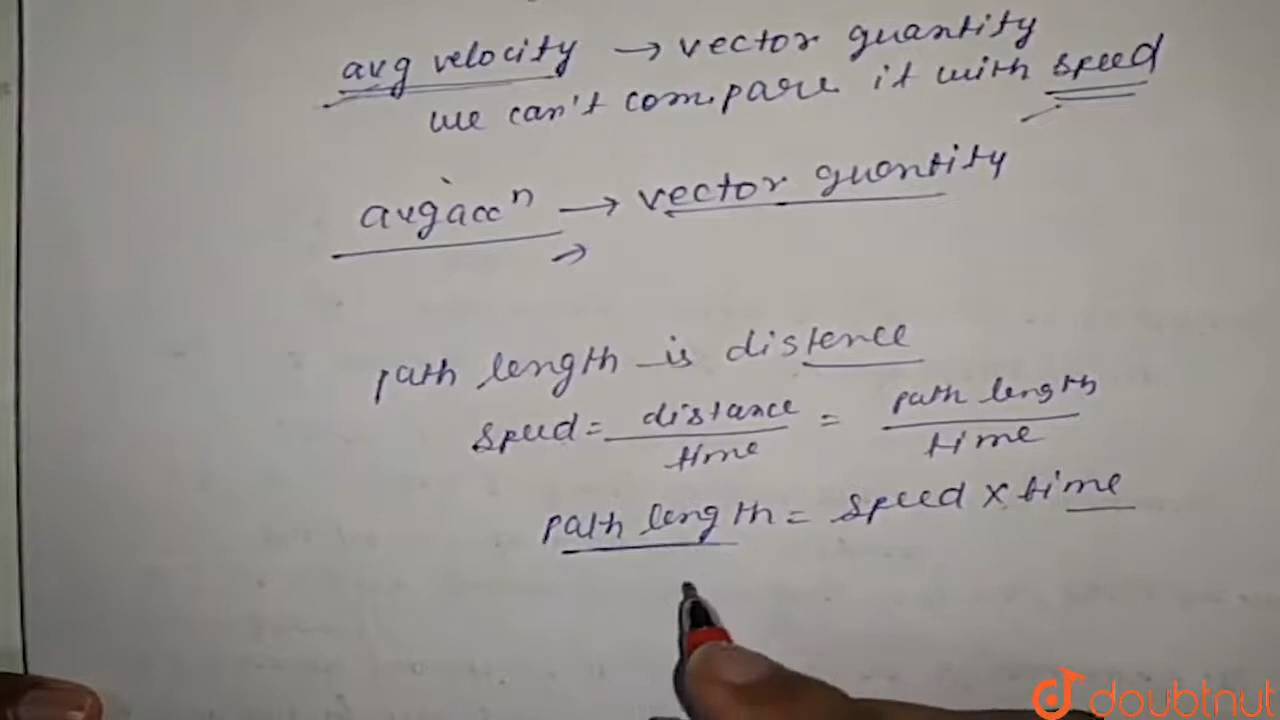 avg velocity → vector quantity
we can't compare it with speed
avg accⁿ → vector quantity
→
path length is distence
speed = distance / time = path length / time
path length = speed × time
doubtnut